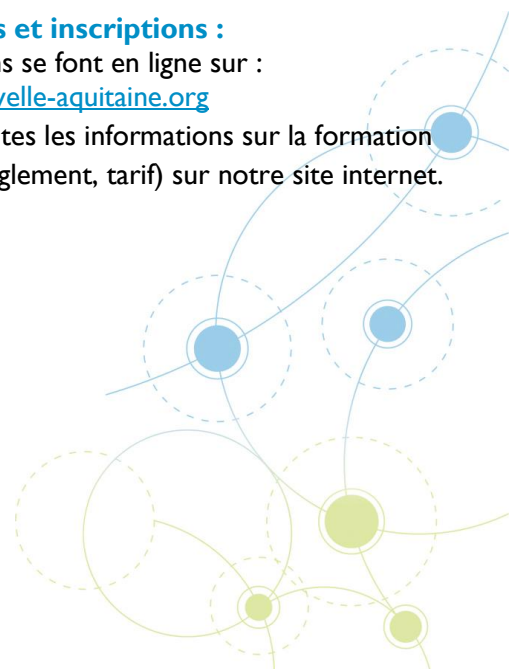 s et inscriptions :
ns se font en ligne sur :
velle-aquitaine.org
tes les informations sur la formation
glement, tarif) sur notre site internet.